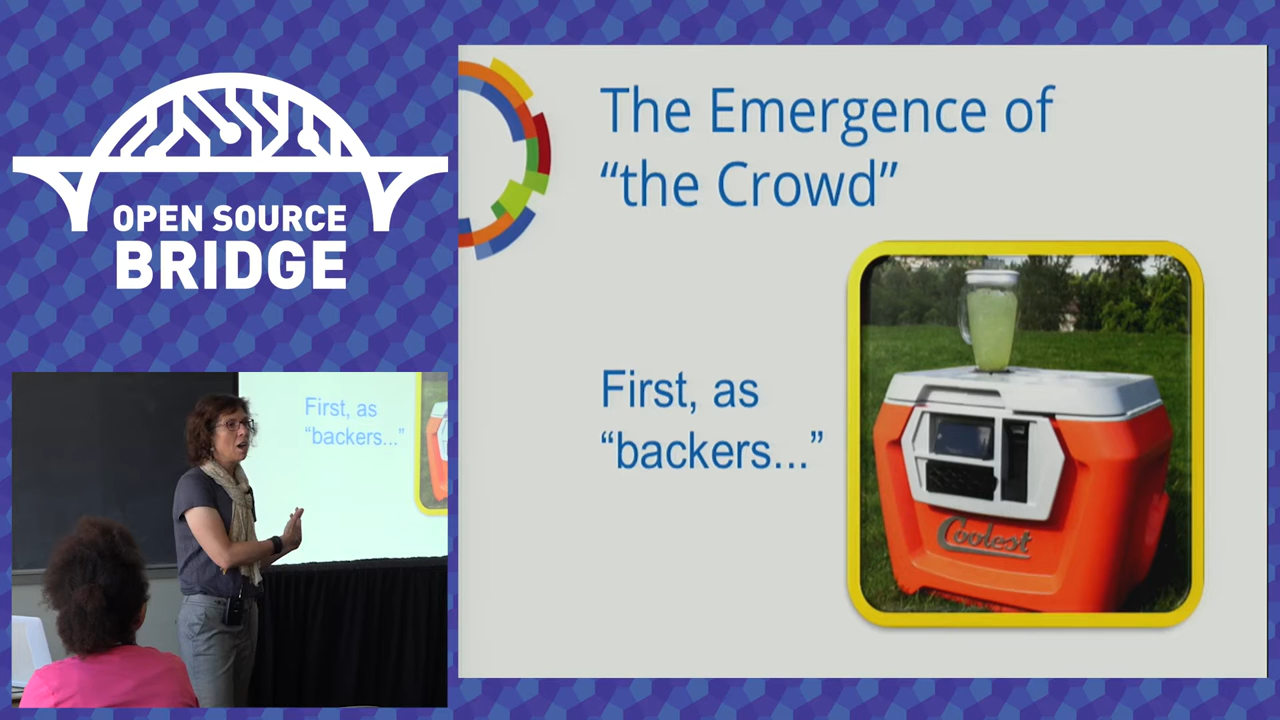 OPEN SOURCE
BRIDGE
The Emergence of
“the Crowd”
First, as
“backers...”
Coolest
First, as
“backers...”